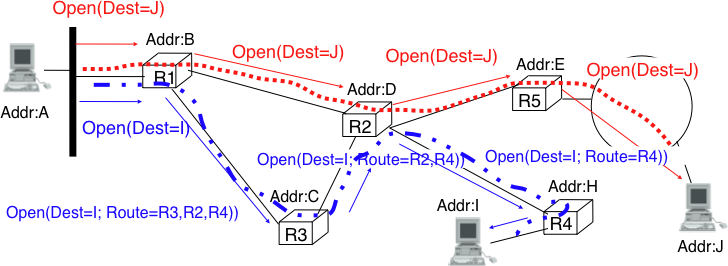 Open(Dest=J)
Addr:B
Open(Dest=J)
Open(Dest=J)
Addr:E
Open(Dest=J)
R1
Addr:D
R5
Addr:A
Open(Dest=I)
R2
Open(Dest=I; Route=R2,R4))
Open(Dest=I; Route=R4))
Addr:C
Addr:H
Open(Dest=I; Route=R3,R2,R4))
Addr:I
R3
R4
Addr:J